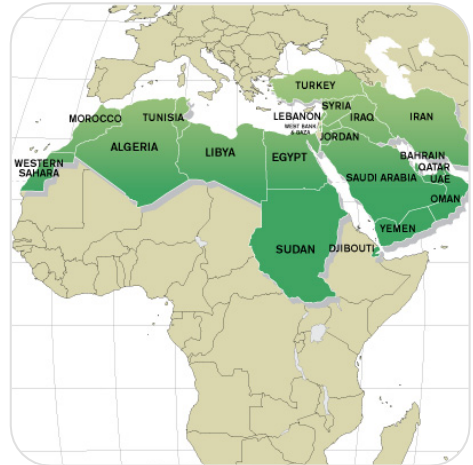 TURKEY
LEBANON
SYRIA
WEST BANK
& GAZA
IRAQ
IRAN
JORDAN
MOROCCO
TUNISIA
ALGERIA
LIBYA
EGYPT
WESTERN
SAHARA
BAHRAIN
QATAR
UAE
SAUDI ARABIA
OMAN
YEMEN
SUDAN
DJIBOUTI